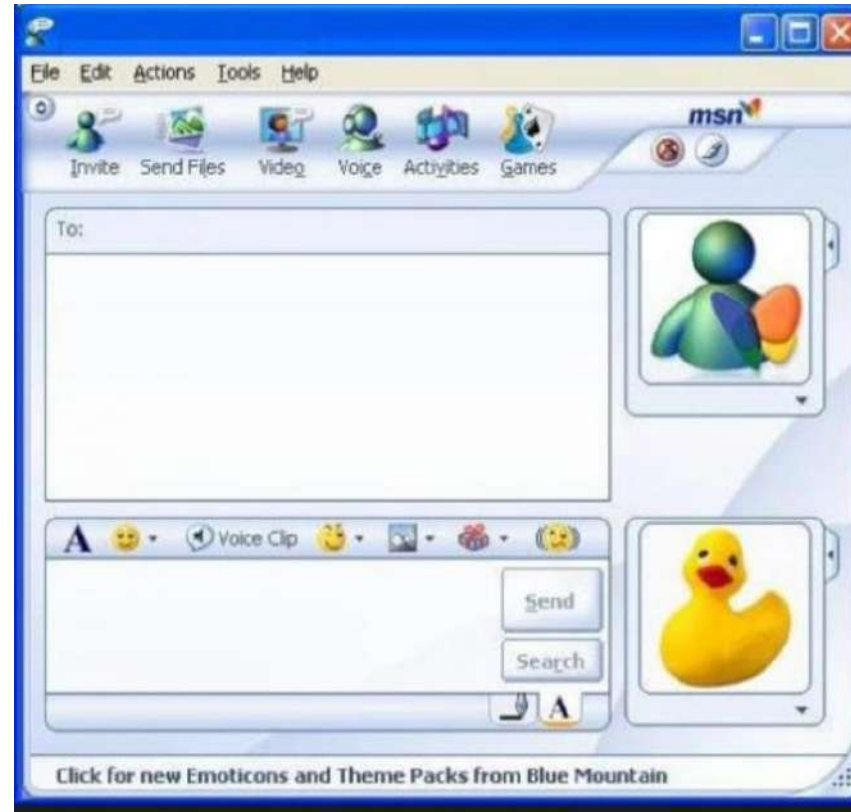 File Edit Actions Tools Help
msn
Invite Send Files Video Voice Activities Games
To:
A Voice Clip
Send
Search
A
Click for new Emoticons and Theme Packs from Blue Mountain